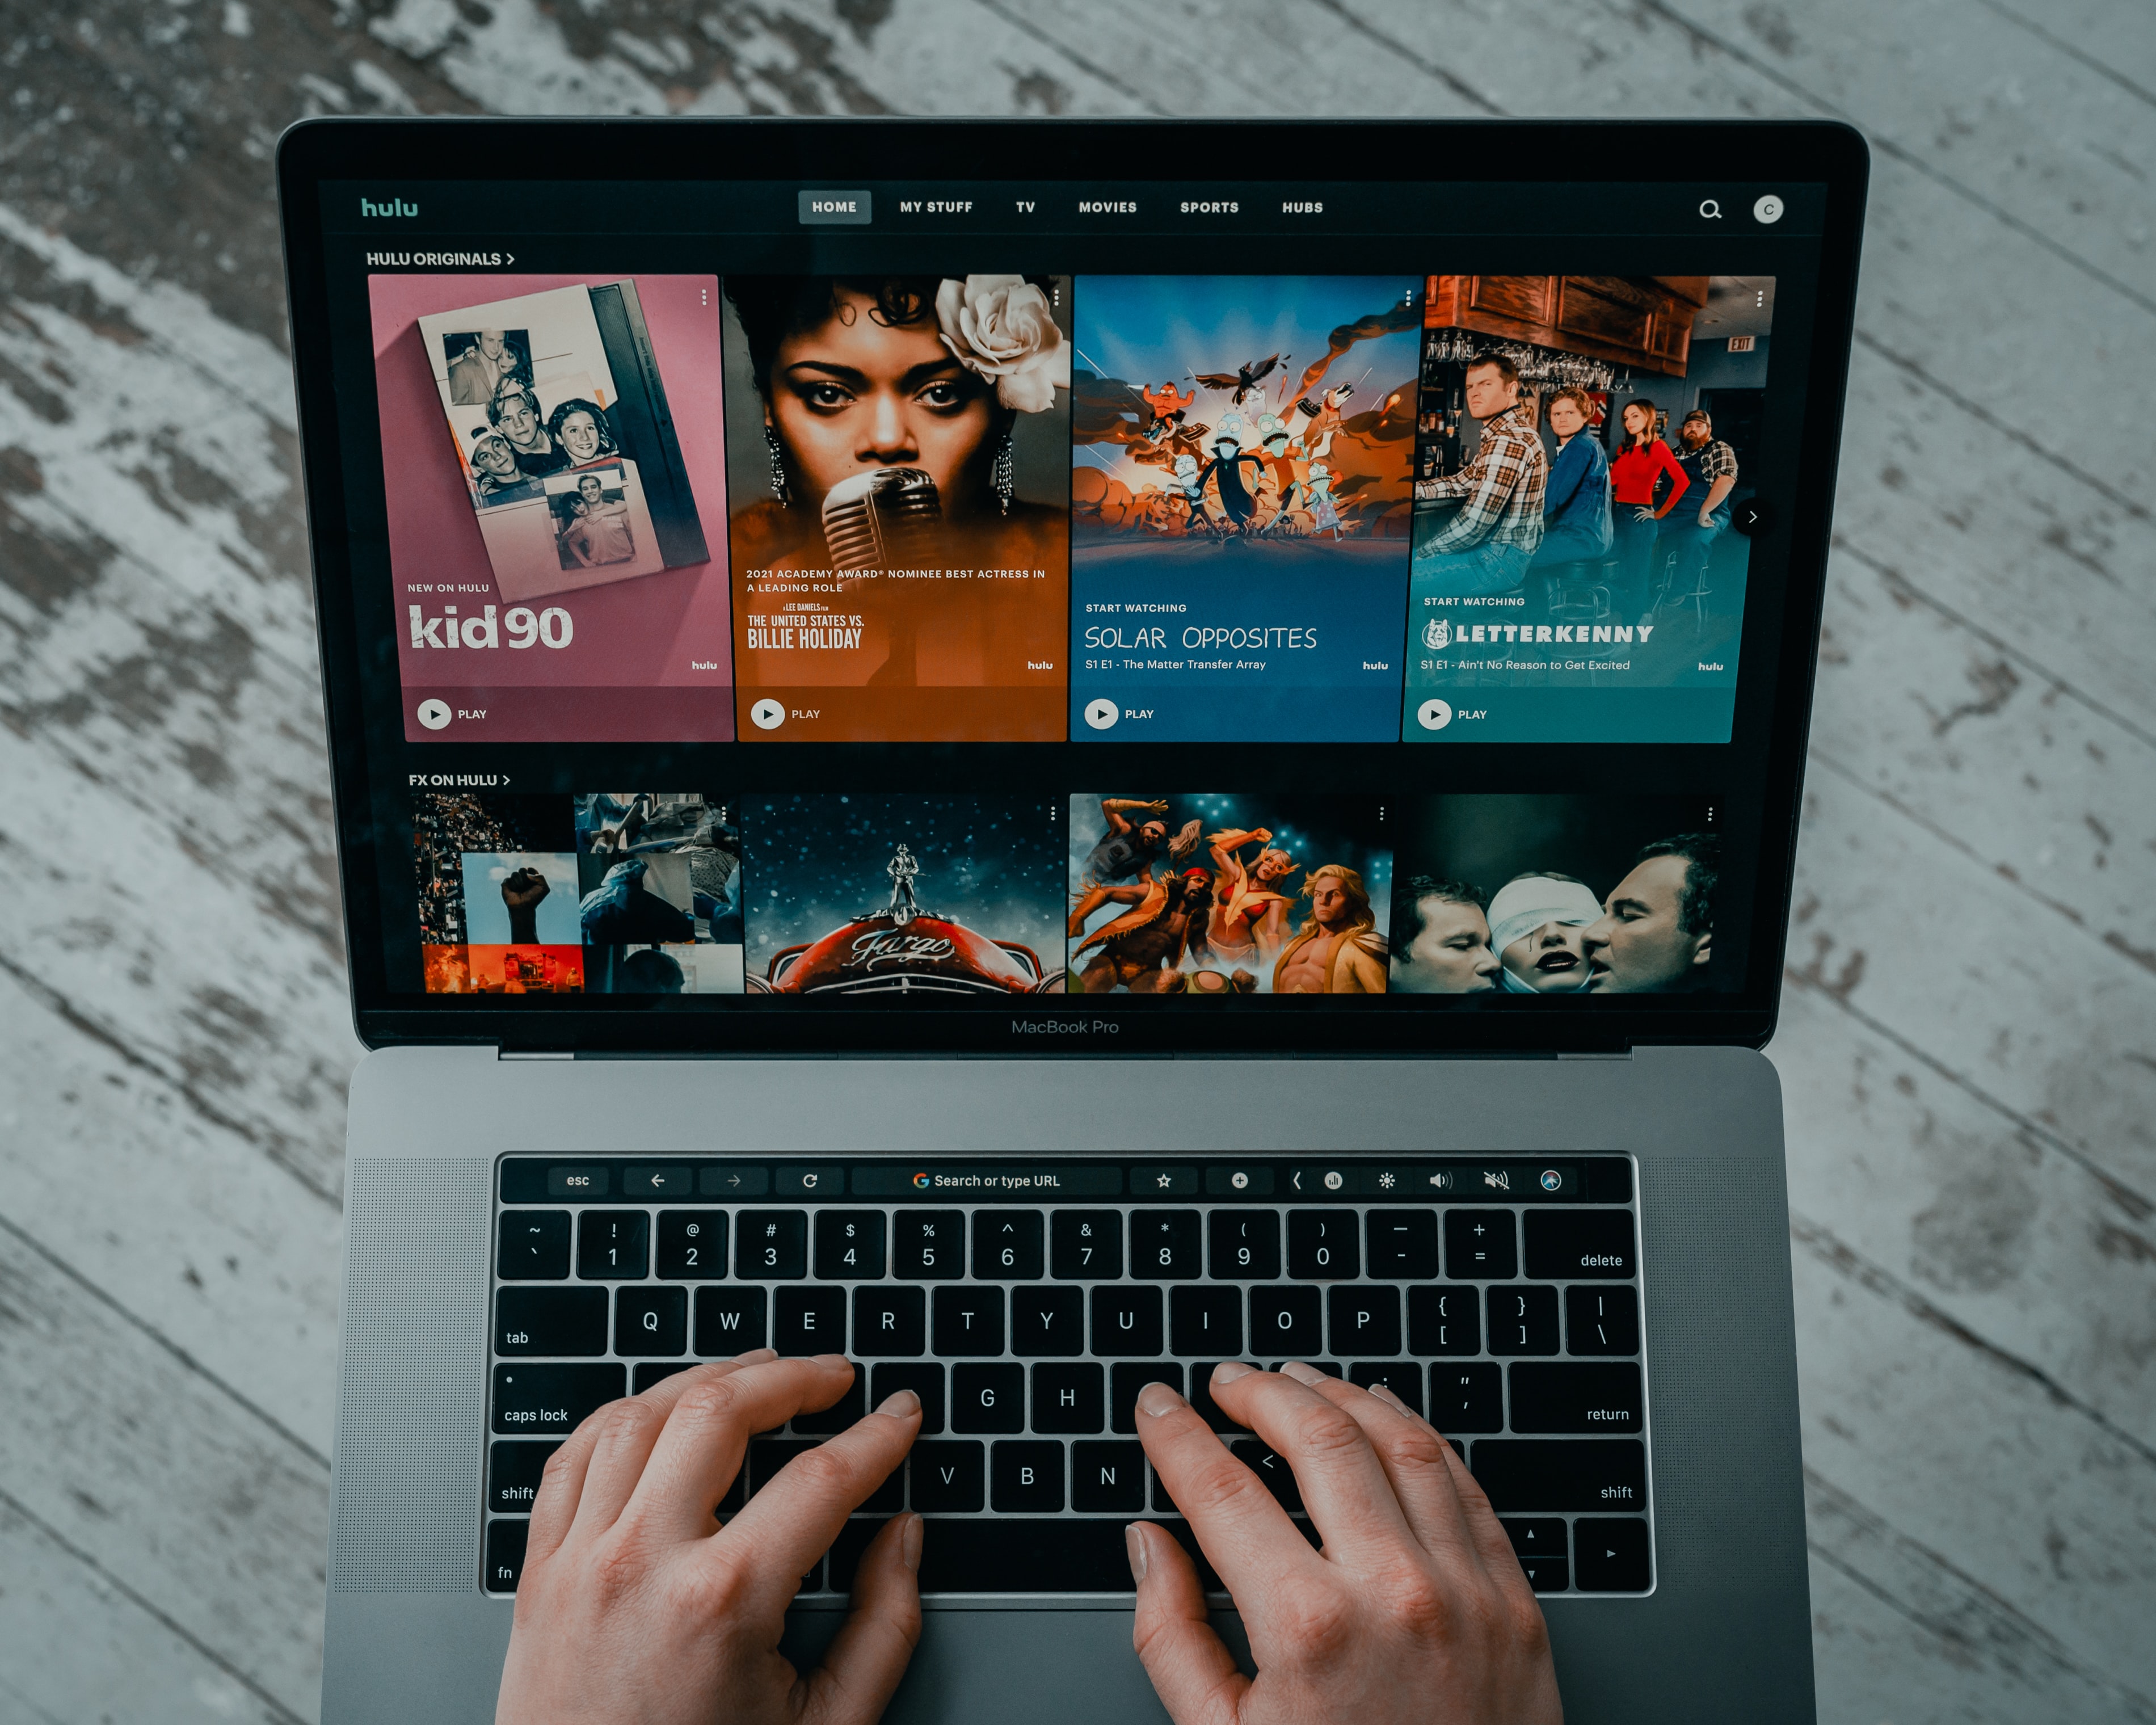 hulu
HOME MY STUFF TV MOVIES SPORTS HUBS
C
HULU ORIGINALS >
NEW ON HULU
kid 90
hulu
PLAY
2021 ACADEMY AWARD® NOMINEE BEST ACTRESS IN
A LEADING ROLE
A LEE DANIELS FILM
THE UNITED STATES VS.
BILLIE HOLIDAY
hulu
PLAY
START WATCHING
SOLAR OPPOSITES
S1 E1 - The Matter Transfer Array
hulu
PLAY
EXIT
START WATCHING
LETTERKENNY
S1 E1 - Ain't No Reason to Get Excited
hulu
PLAY
FX ON HULU >
Fargo
MacBook Pro
esc G Search or type URL
~ ! @ # $ % ^ & * ( ) — +
` 1 2 3 4 5 6 7 8 9 0 - = delete
tab Q W E R T Y U I O P { [ } ] | \
caps lock G H : " ' return
shift V B N < shift
fn